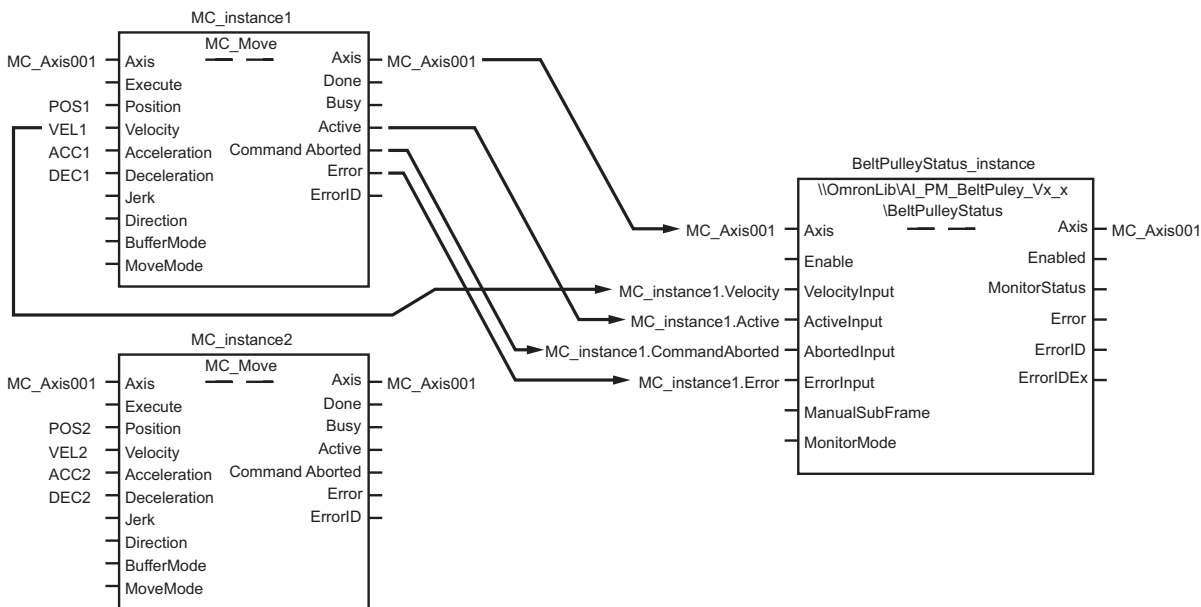 MC_instance1
MC_Move
MC_Axis001 Axis Axis MC_Axis001
Execute Done
POS1 Position Busy
VEL1 Velocity Active
ACC1 Acceleration Command Aborted
DEC1 Deceleration Error
Jerk ErrorID
Direction
BufferMode
MoveMode
BeltPulleyStatus_instance
\\OmronLib\AI_PM_BeltPuley_Vx_x
\BeltPulleyStatus
MC_Axis001 Axis Axis MC_Axis001
Enable Enabled
MC_instance1.Velocity VelocityInput MonitorStatus
MC_instance1.Active ActiveInput Error
MC_instance1.CommandAborted AbortedInput ErrorID
MC_instance1.Error ErrorInput ErrorIDEx
ManualSubFrame
MonitorMode
MC_instance2
MC_Move
MC_Axis001 Axis Axis MC_Axis001
Execute Done
POS2 Position Busy
VEL2 Velocity Active
ACC2 Acceleration Command Aborted
DEC2 Deceleration Error
Jerk ErrorID
Direction
BufferMode
MoveMode